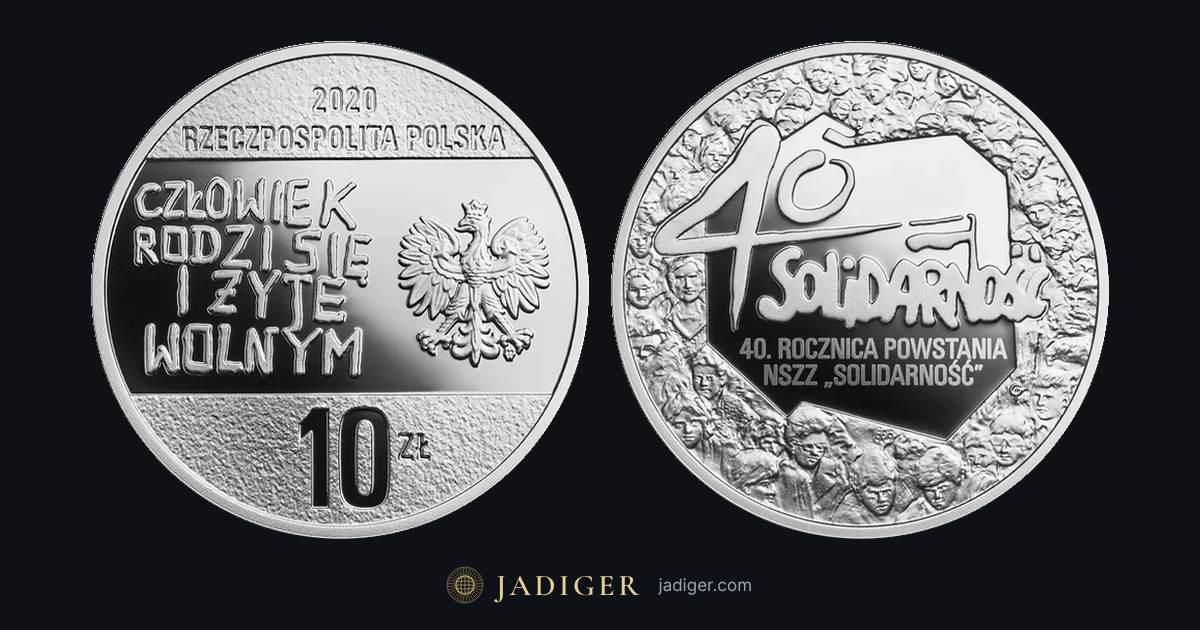 2020
RZECZPOSPOLITA POLSKA
CZŁOWIEK
RODZI SIĘ
I ŻYJE
WOLNYM
10 ZŁ
40
SOLIDARNOŚĆ
40. ROCZNICA POWSTANIA
NSZZ „SOLIDARNOŚĆ”
JADIGER jadiger.com